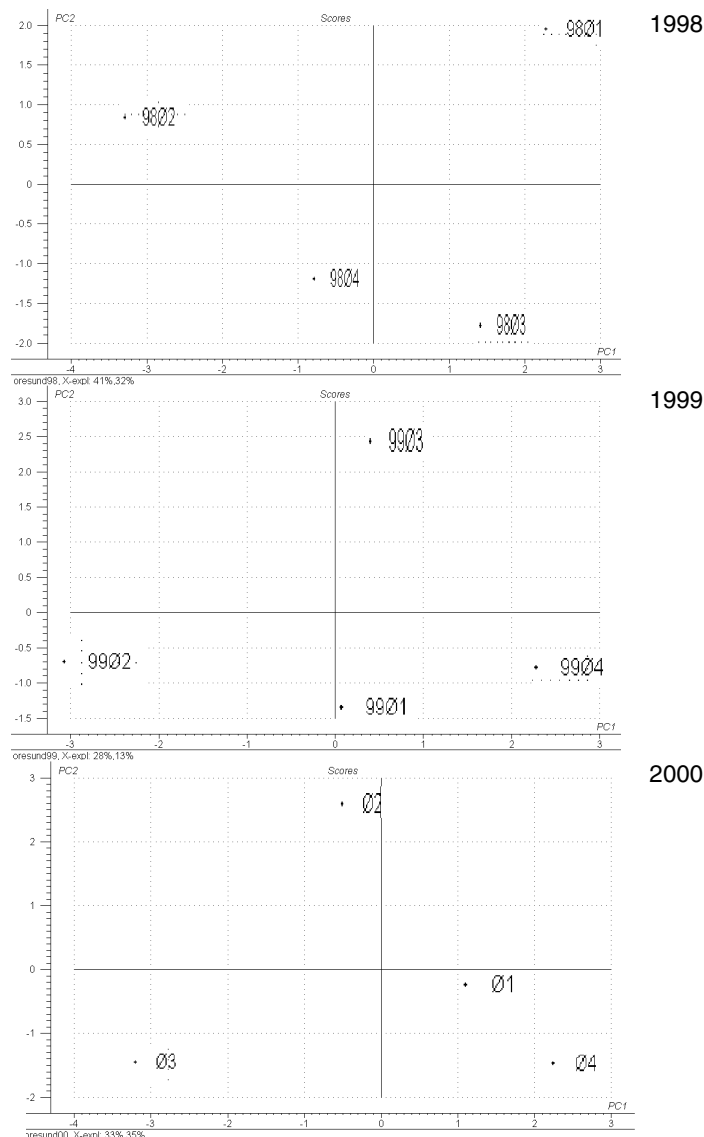 PC2 Scores 1998
2.0 98Ø1
1.5
1.0 98Ø2
0.5
0
-0.5
-1.0 98Ø4
-1.5 98Ø3
-2.0
PC1
-4 -3 -2 -1 0 1 2 3
oresund98, X-expl: 41%,32%
PC2 Scores 1999
3.0
2.5 99Ø3
2.0
1.5
1.0
0.5
0
-0.5 99Ø2 99Ø4
-1.0 99Ø1
-1.5
PC1
-3 -2 -1 0 1 2 3
oresund99, X-expl: 28%,13%
PC2 Scores 2000
3 Ø2
2
1
0 Ø1
-1 Ø3 Ø4
-2
PC1
-4 -3 -2 -1 0 1 2 3
oresund00, X-expl: 33%,35%